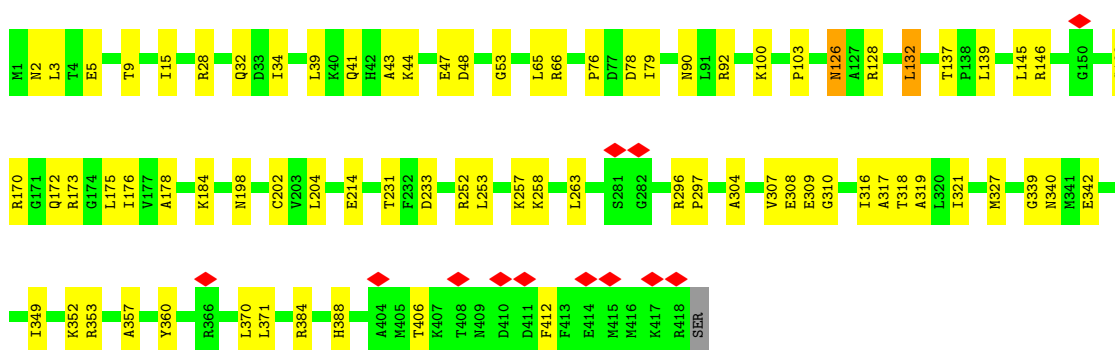 M1 N2 L3 T4 E5 T9 I15 R28 Q32 D33 I34 L39 K40 Q41 H42 A43 K44 E47 D48 G53 L65 R66 P76 D77 D78 I79 N90 L91 R92 K100 P103 N126 A127 R128 L132 T137 P138 L139 L145 R146 G150
R170 G171 Q172 R173 G174 L175 I176 V177 A178 K184 N198 C202 V203 L204 E214 T231 F232 D233 R252 L253 K257 K258 L263 S281 G282 R296 P297 A304 V307 E308 E309 G310 I316 A317 T318 A319 L320 I321 M327 G339 N340 M341 E342
I349 K352 R353 A357 Y360 R366 L370 L371 R384 H388 A404 M405 T406 K407 T408 N409 D410 D411 F412 F413 E414 M415 M416 K417 R418 SER